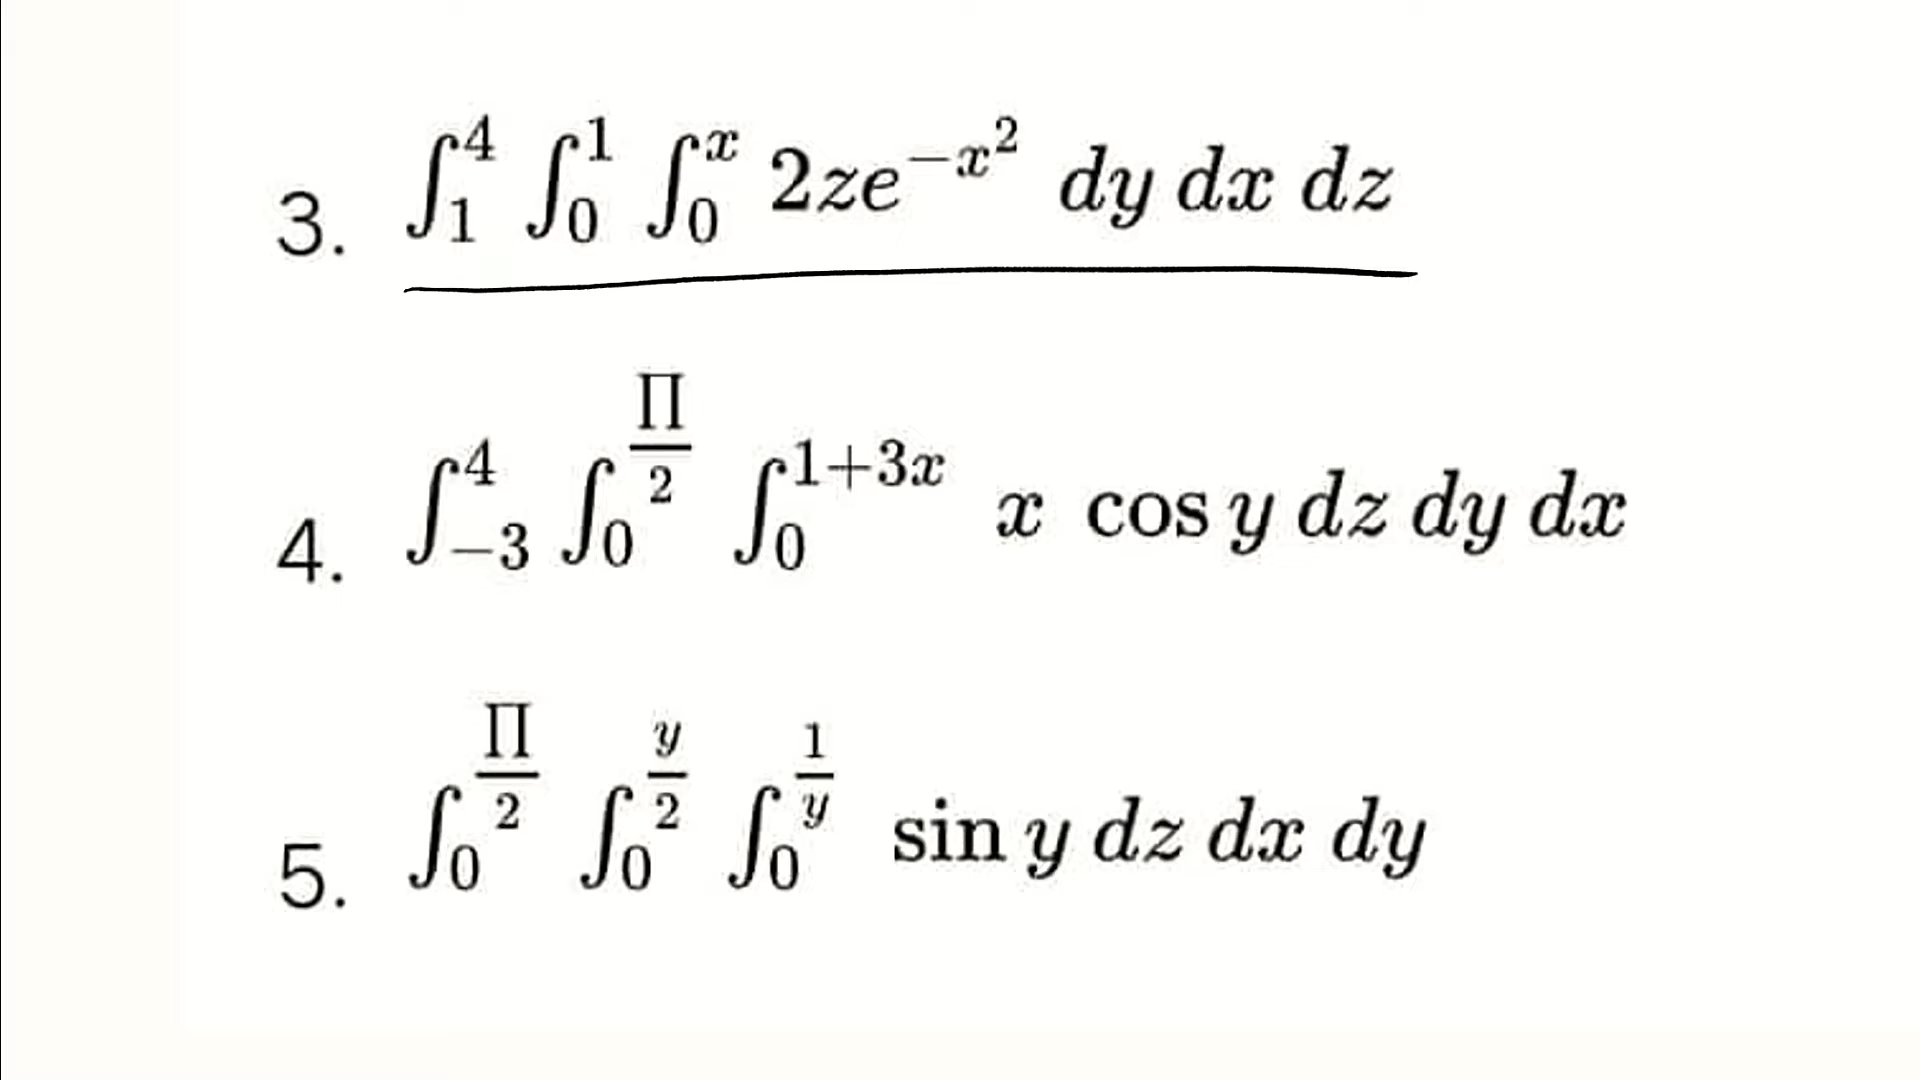 3. ∫₁⁴ ∫₀¹ ∫₀ˣ 2ze^{-x²} dy dx dz
4. ∫₋₃⁴ ∫₀^{Π/2} ∫₀^{1+3x} x cos y dz dy dx
5. ∫₀^{Π/2} ∫₀^{y/2} ∫₀^{1/y} sin y dz dx dy